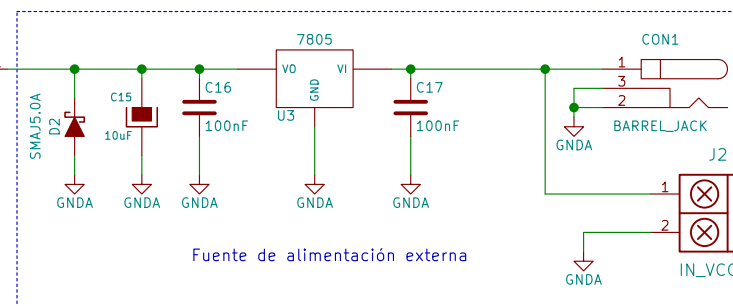 7805
CON1
VO
VI
GND
U3
1
3
2
BARREL_JACK
GNDA
SMAJ5.0A
D2
C15
10uF
C16
100nF
C17
100nF
GNDA
GNDA
GNDA
GNDA
GNDA
J2
1
2
GNDA
IN_VCC
Fuente de alimentación externa